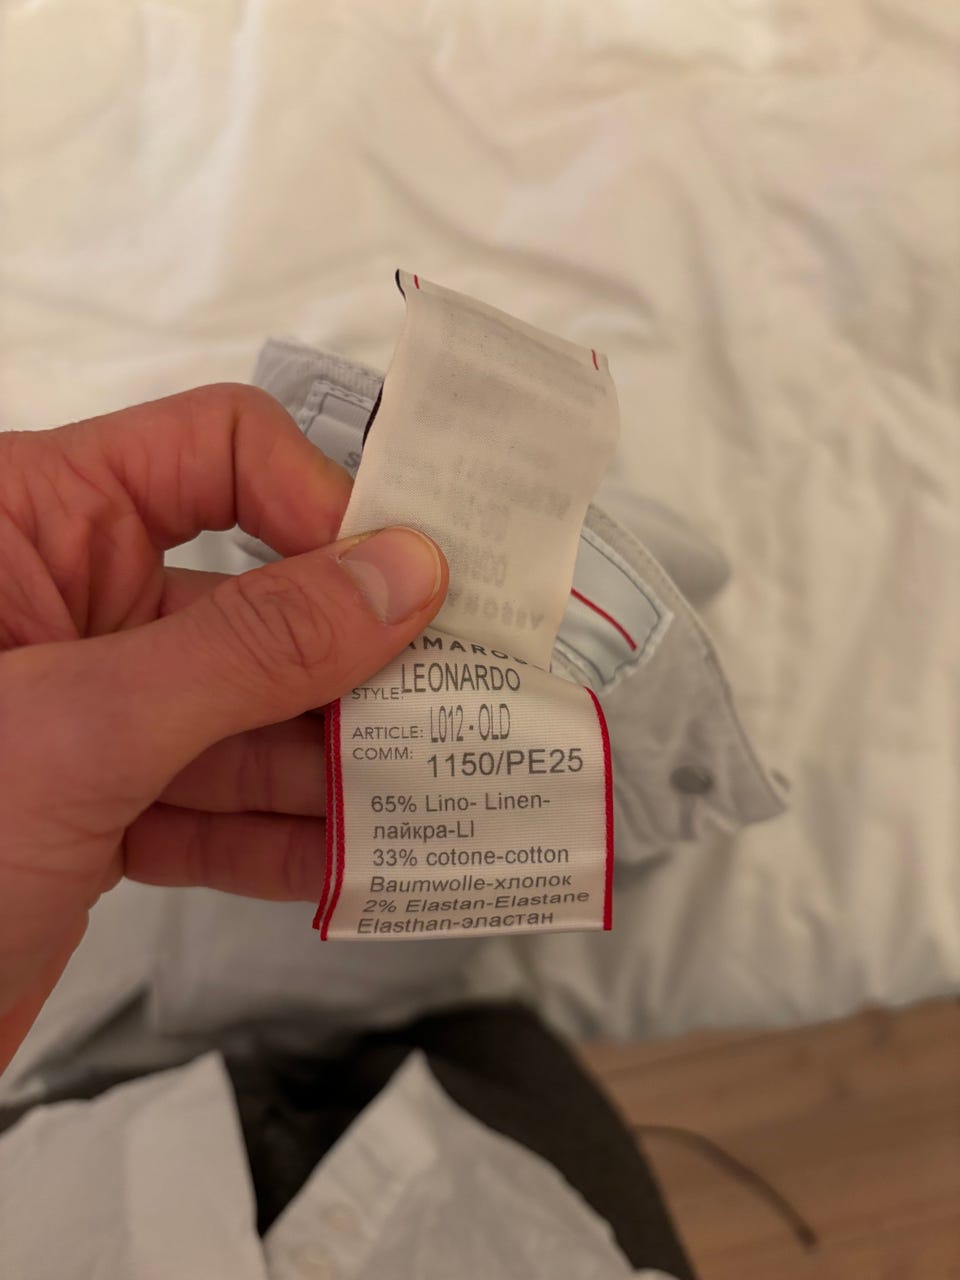 STYLE: LEONARDO
ARTICLE: L012-OLD
COMM: 1150/PE25
65% Lino- Linen-
лайкра-LI
33% cotone-cotton
Baumwolle-хлопок
2% Elastan-Elastane
Elasthan-эластан